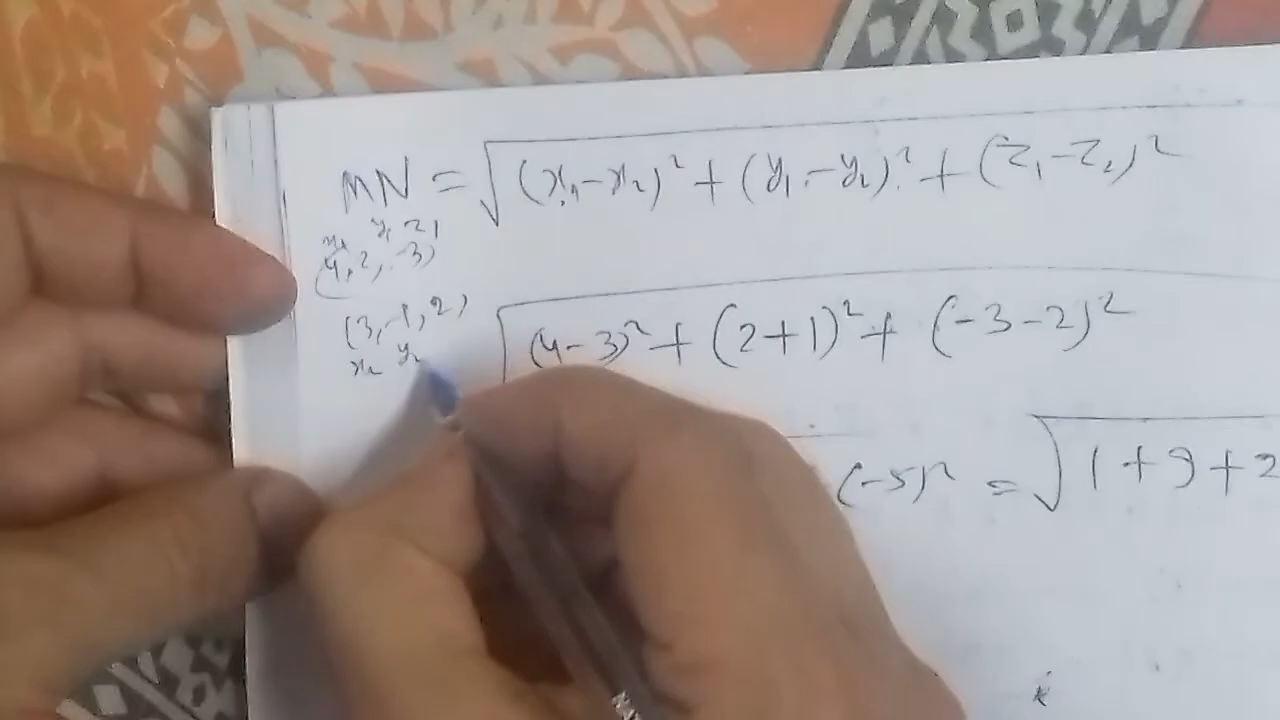 MN = √(x₁-x₂)² + (y₁-y₂)² + (z₁-z₂)²
x₁ y₁ z₁
(4, 2, -3)
(3, -1, 2)
x₂ y₂
√(4-3)² + (2+1)² + (-3-2)²
(-5)² = √1+9+2